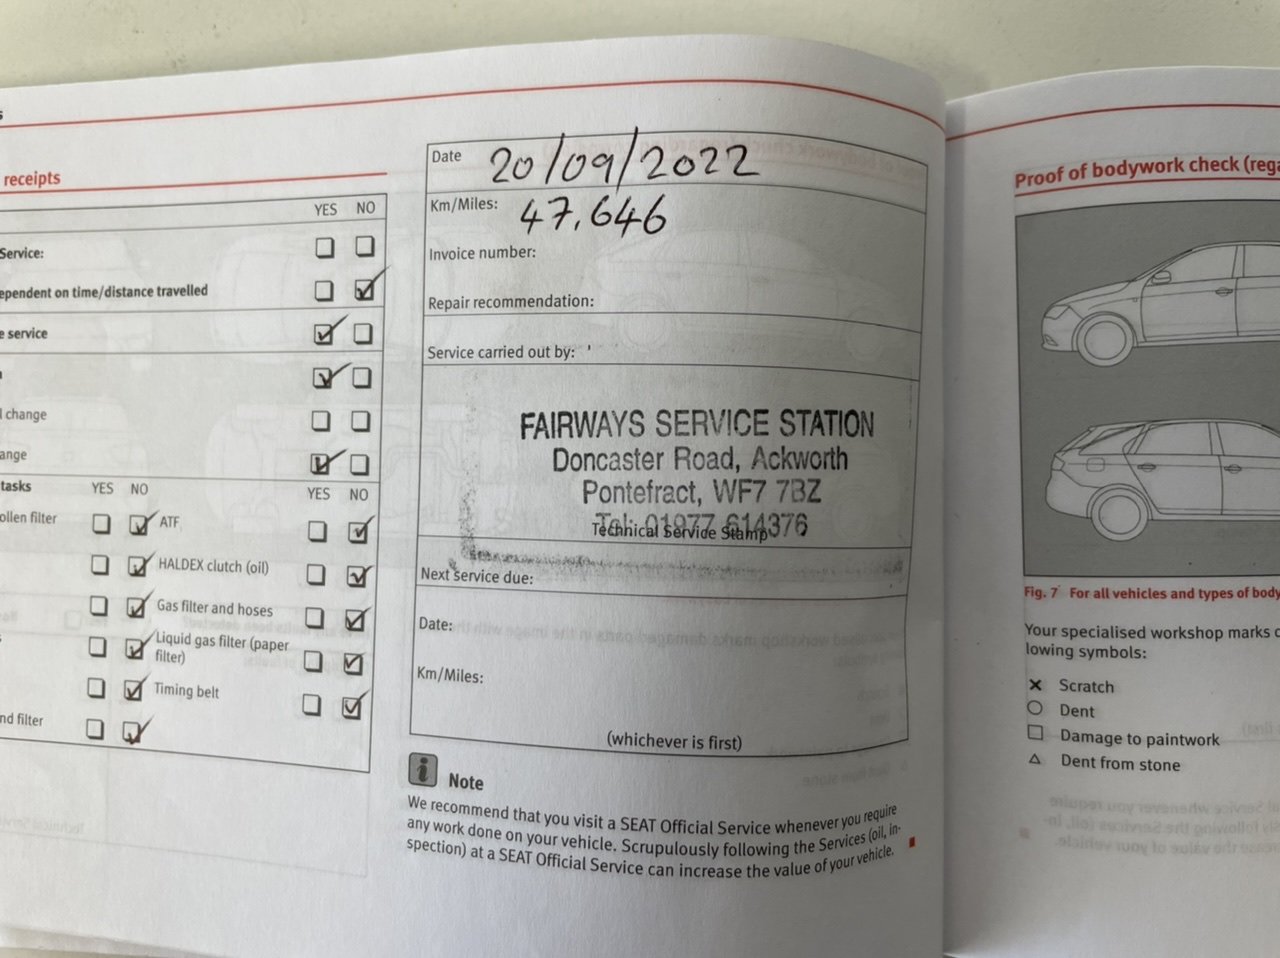 receipts
YES NO
Service:
ependent on time/distance travelled
e service
l change
ange
tasks YES NO YES NO
ollen filter ATF
HALDEX clutch (oil)
Gas filter and hoses
Liquid gas filter (paper
filter)
Timing belt
nd filter
Date 20/09/2022
Km/Miles: 47.646
Invoice number:
Repair recommendation:
Service carried out by:
FAIRWAYS SERVICE STATION
Doncaster Road, Ackworth
Pontefract, WF7 7BZ
Tel: 01977 614376
Technical Service Stamp
Next service due:
Date:
Km/Miles:
(whichever is first)
i Note
We recommend that you visit a SEAT Official Service whenever you require
any work done on your vehicle. Scrupulously following the Services (oil, in-
spection) at a SEAT Official Service can increase the value of your vehicle.
Proof of bodywork check (rega
Fig. 7 For all vehicles and types of body
Your specialised workshop marks
lowing symbols:
Scratch
Dent
Damage to paintwork
Dent from stone